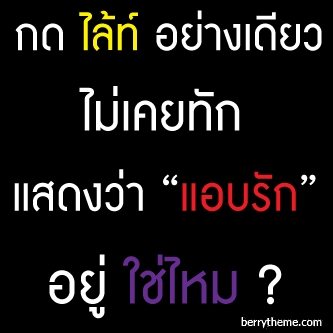 กด ไล้ท์ อย่างเดียว
ไม่เคยทัก
แสดงว่า “แอบรัก”
อยู่ ใช่ไหม ?
berrytheme.com